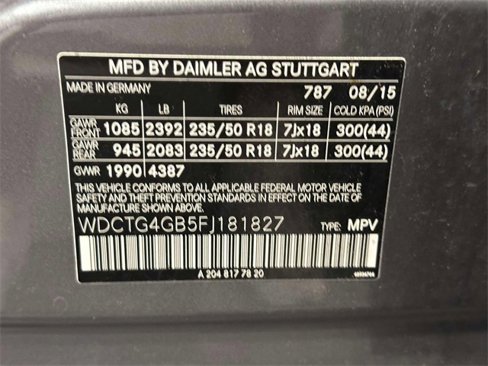 MFD BY DAIMLER AG STUTTGART
MADE IN GERMANY 787 08/15
KG LB TIRES RIM SIZE COLD KPA (PSI)
GAWR FRONT 1085 2392 235/50 R18 7Jx18 300(44)
GAWR REAR 945 2083 235/50 R18 7Jx18 300(44)
GVWR 1990 4387
THIS VEHICLE CONFORMS TO ALL APPLICABLE FEDERAL MOTOR VEHICLE
SAFETY AND THEFT PREVENTION STANDARDS IN EFFECT
ON THE DATE OF MANUFACTURE SHOWN ABOVE.
WDCTG4GB5FJ181827 TYPE: MPV
A 204 817 78 20